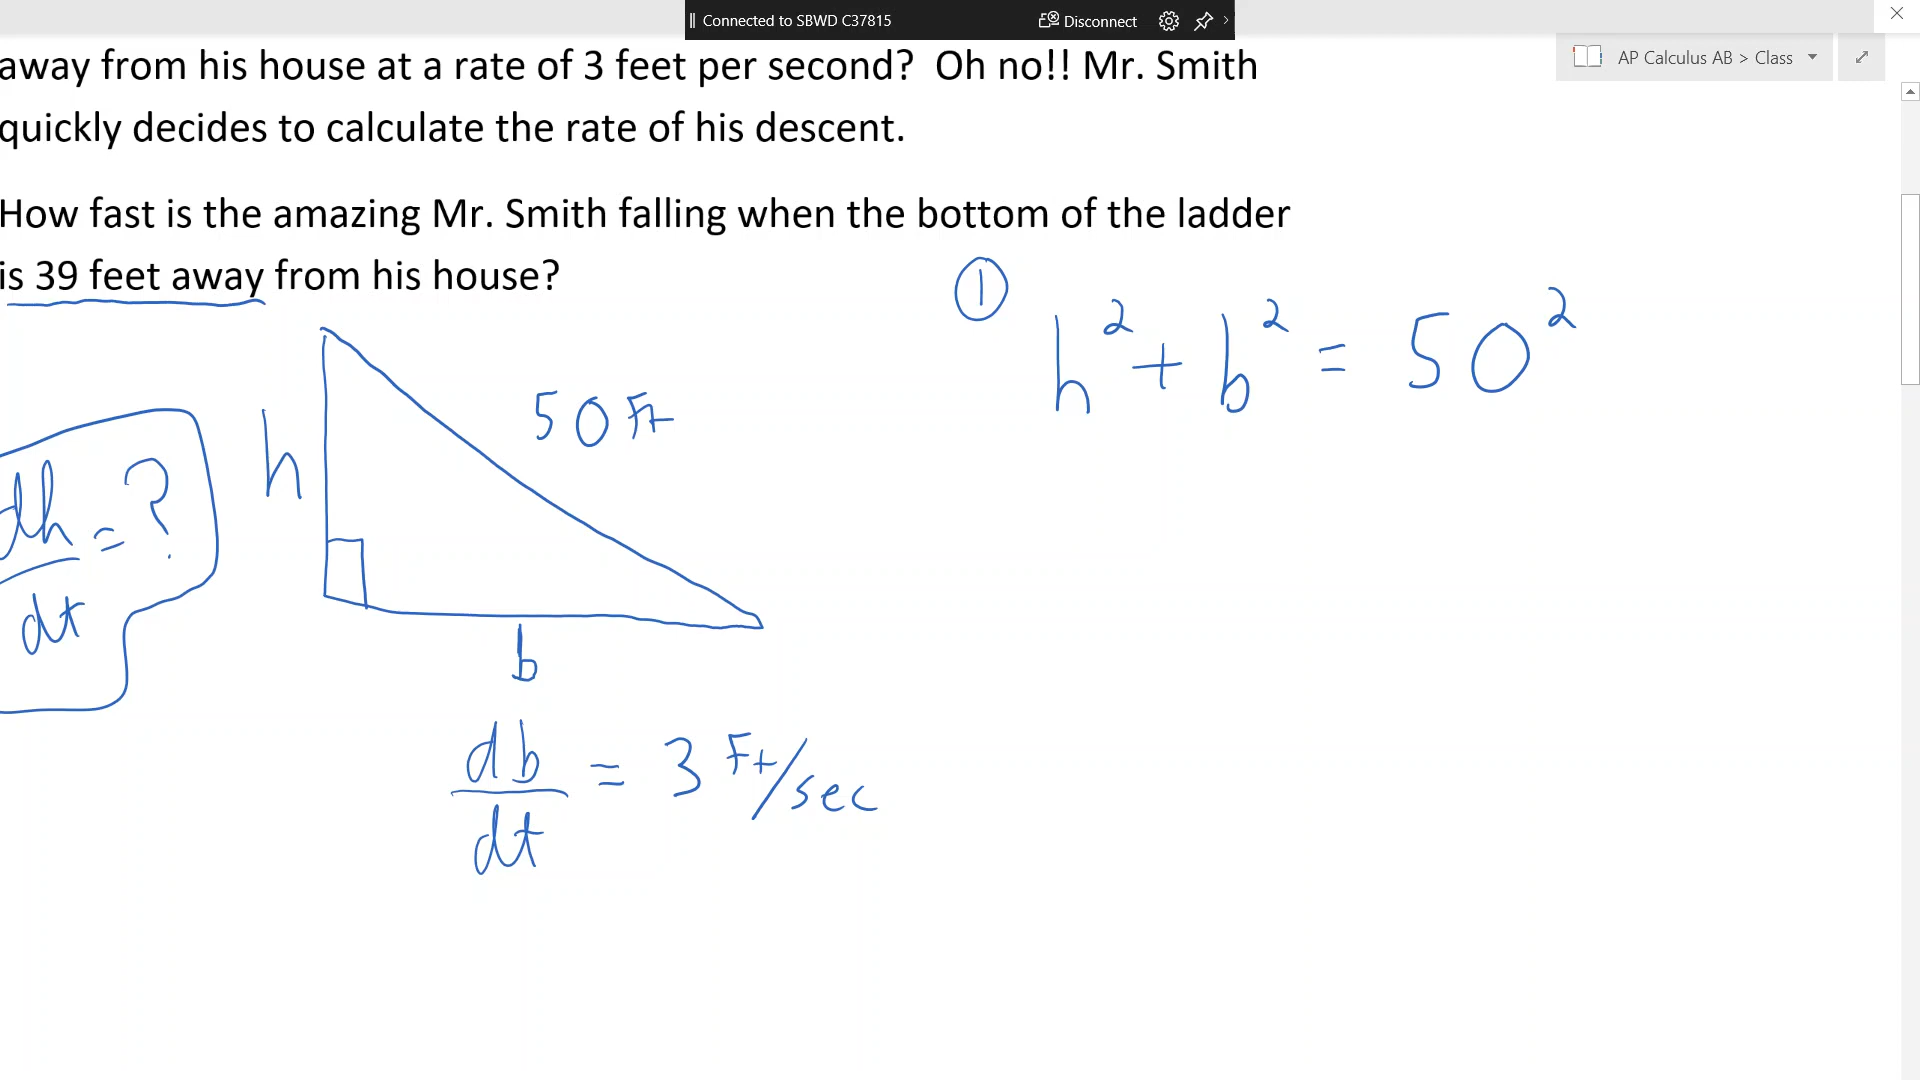 Connected to SBWD C37815 Disconnect
AP Calculus AB > Class
away from his house at a rate of 3 feet per second? Oh no!! Mr. Smith
quickly decides to calculate the rate of his descent.
How fast is the amazing Mr. Smith falling when the bottom of the ladder
is 39 feet away from his house?
① h² + b² = 50²
50 Ft
h
dh/dt = ?
b
db/dt = 3 Ft/sec